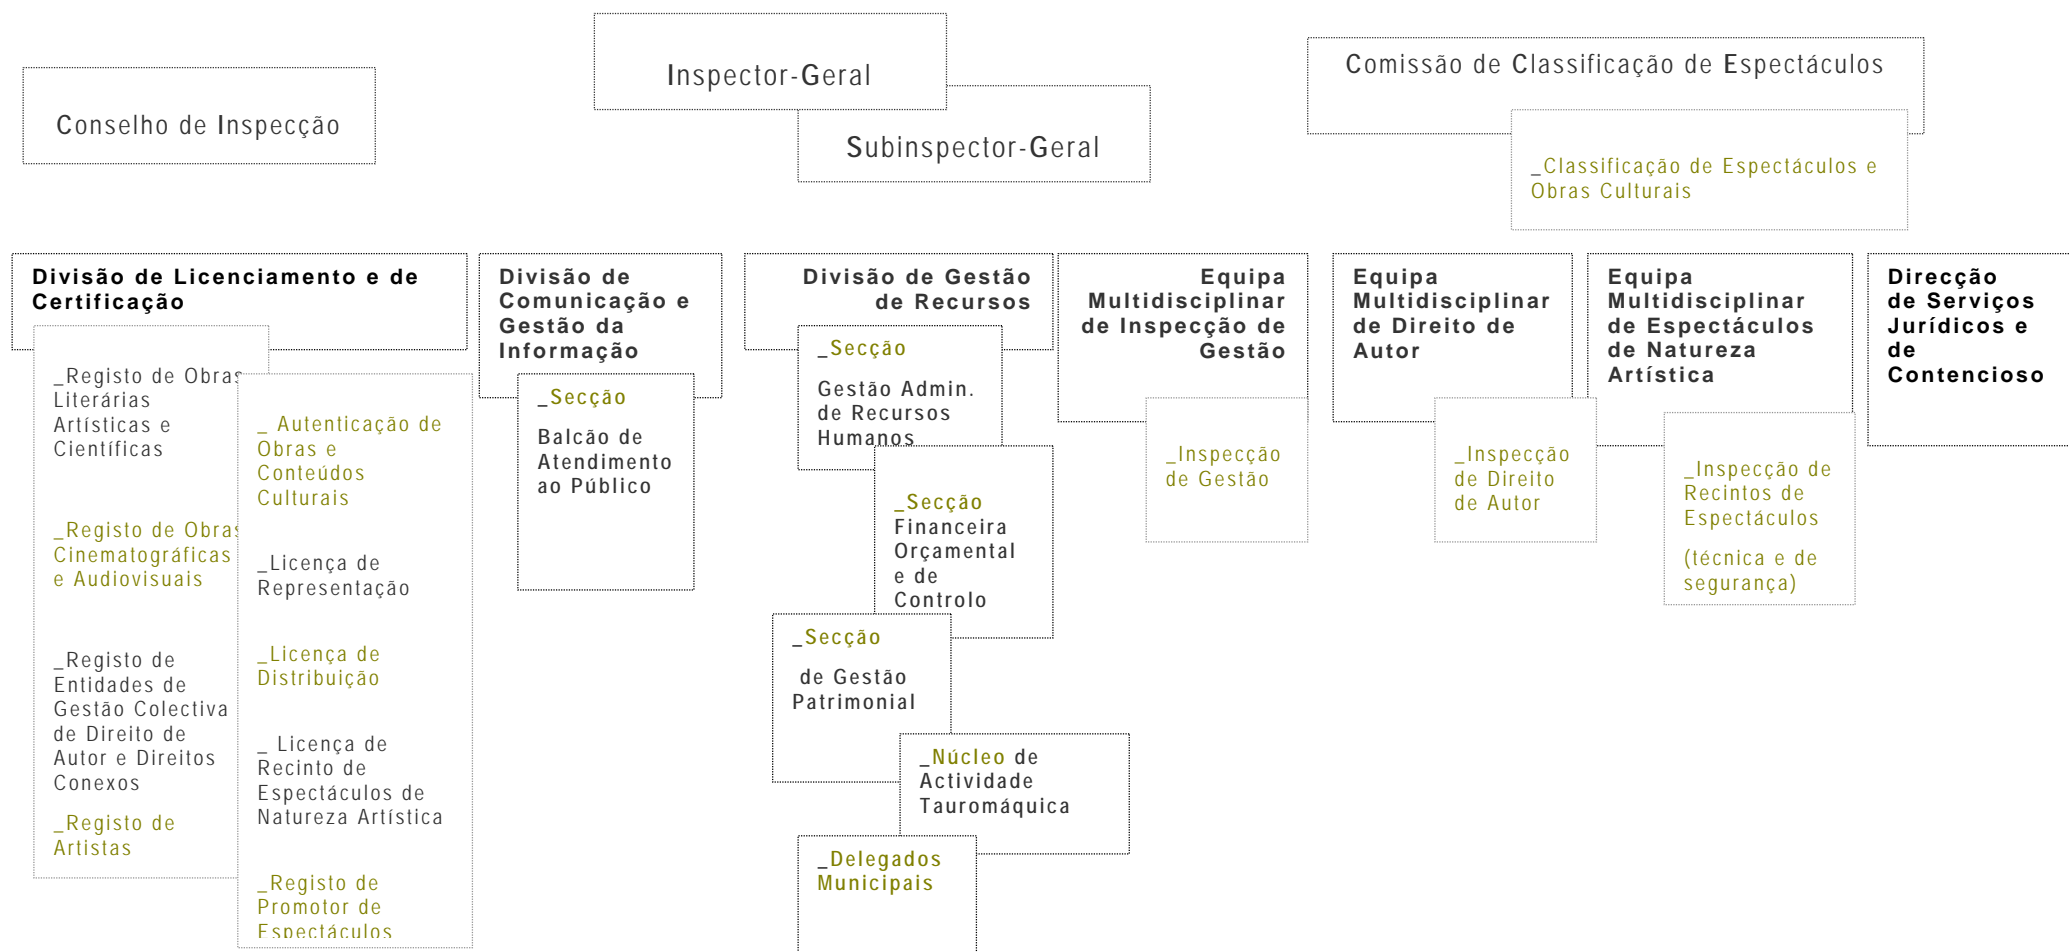 Conselho de Inspecção
Inspector-Geral
Subinspector-Geral
Comissão de Classificação de Espectáculos
_Classificação de Espectáculos e
Obras Culturais
Divisão de Licenciamento e de
Certificação
_Registo de Obras
Literárias
Artísticas e
Científicas
_Registo de Obras
Cinematográficas
e Audiovisuais
_Registo de
Entidades de
Gestão Colectiva
de Direito de
Autor e Direitos
Conexos
_Registo de
Artistas
_ Autenticação de
Obras e
Conteúdos
Culturais
_Licença de
Representação
_Licença de
Distribuição
_ Licença de
Recinto de
Espectáculos de
Natureza Artística
_Registo de
Promotor de
Espectáculos
Divisão de
Comunicação e
Gestão da
Informação
_Secção
Balcão de
Atendimento
ao Público
Divisão de Gestão
de Recursos
_Secção
Gestão Admin.
de Recursos
Humanos
_Secção
Financeira
Orçamental
e de
Controlo
_Secção
de Gestão
Patrimonial
_Núcleo de
Actividade
Tauromáquica
_Delegados
Municipais
Equipa
Multidisciplinar
de Inspecção de
Gestão
_Inspecção
de Gestão
Equipa
Multidisciplinar
de Direito de
Autor
_Inspecção
de Direito
de Autor
Equipa
Multidisciplinar
de Espectáculos
de Natureza
Artística
_Inspecção de
Recintos de
Espectáculos
(técnica e de
segurança)
Direcção
de Serviços
Jurídicos e
de
Contencioso